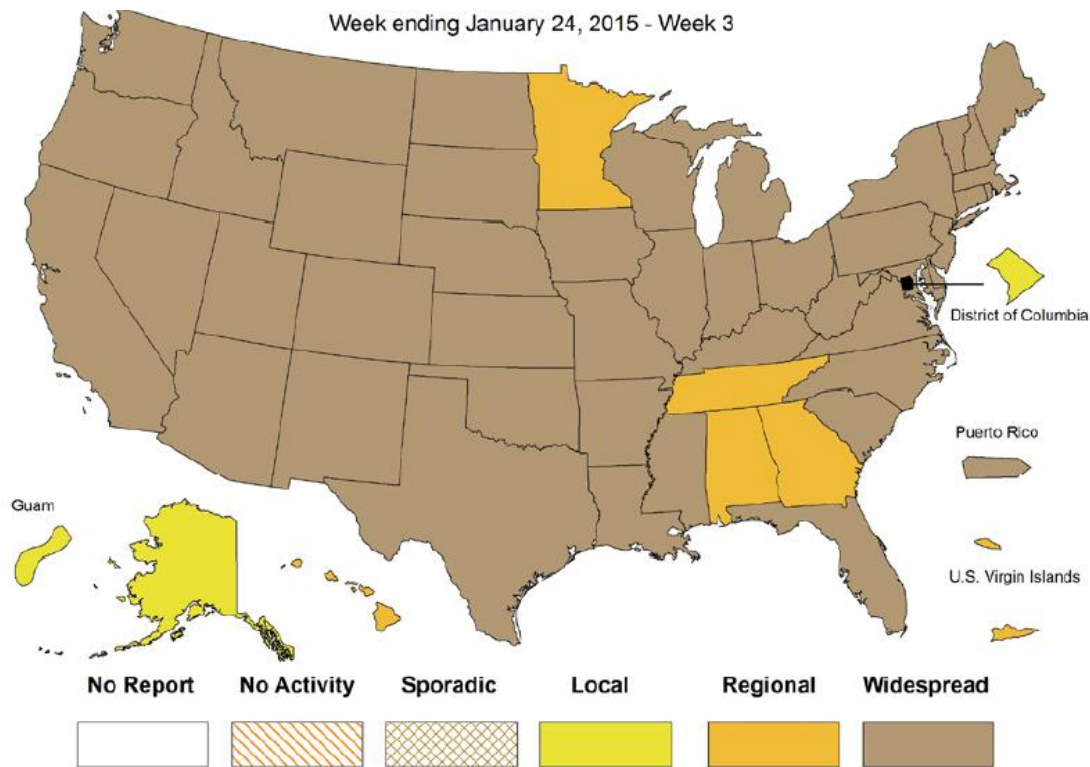 Week ending January 24, 2015 - Week 3
District of Columbia
Puerto Rico
Guam
U.S. Virgin Islands
No Report
No Activity
Sporadic
Local
Regional
Widespread